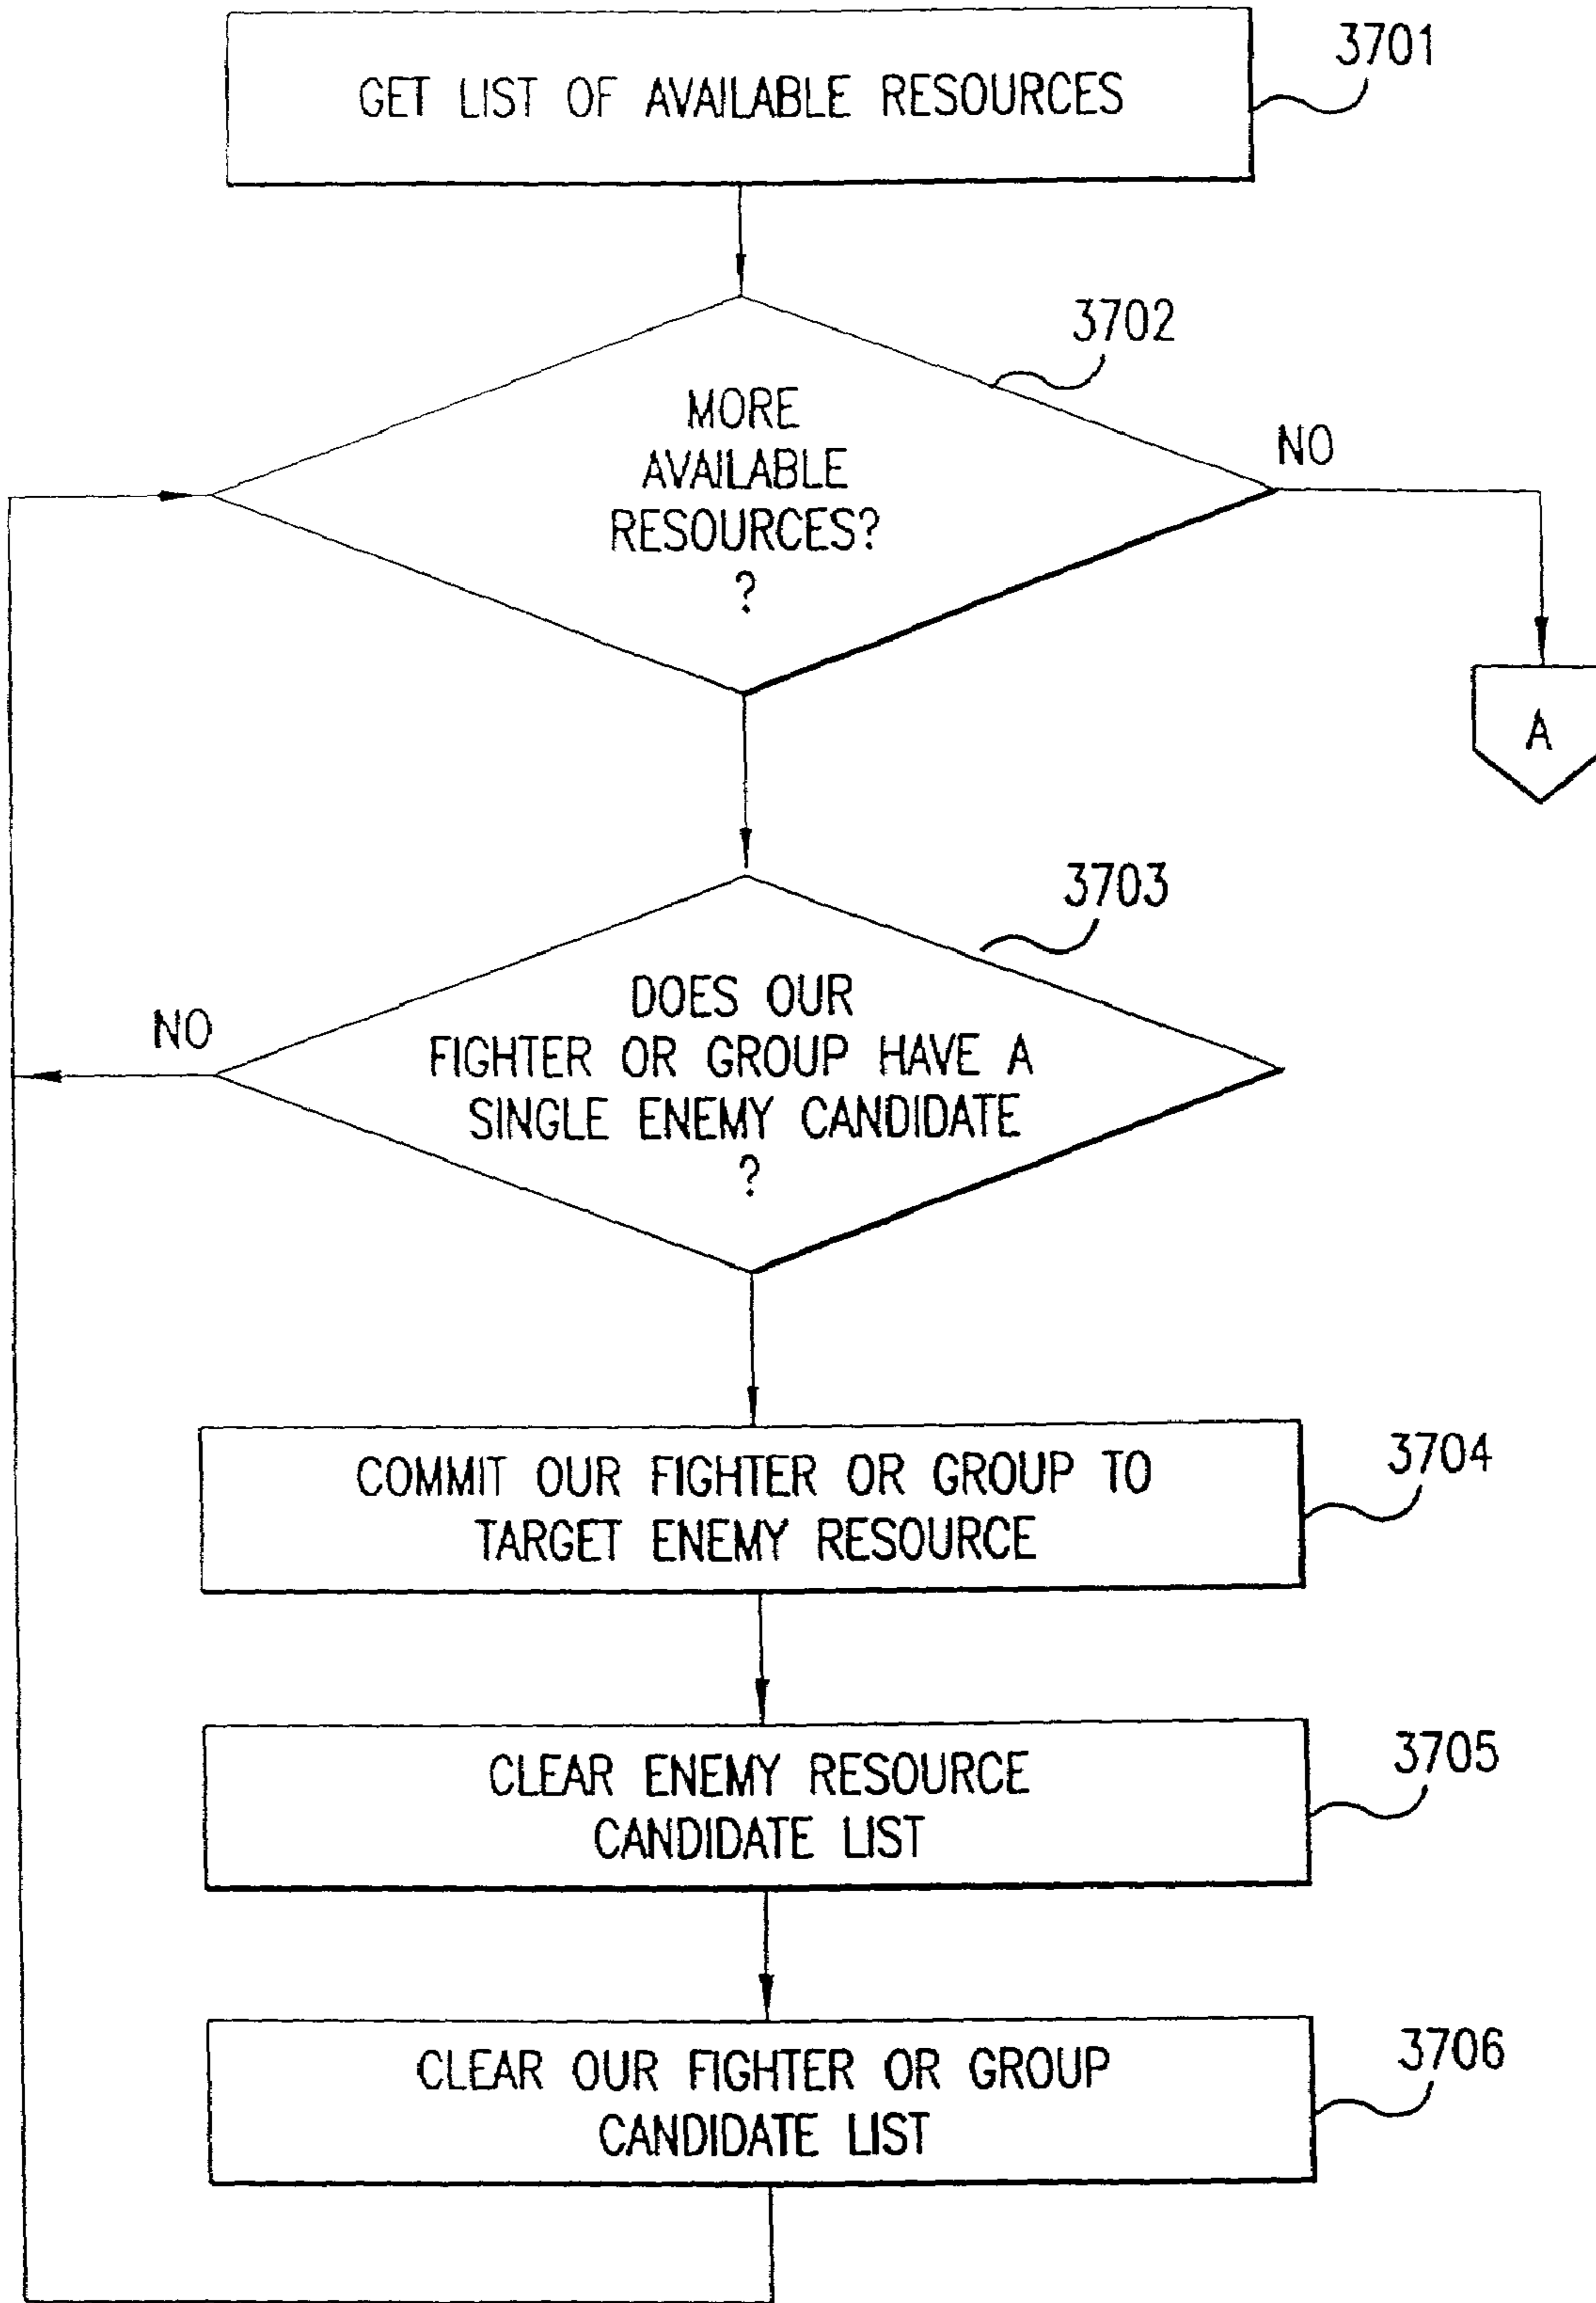 GET LIST OF AVAILABLE RESOURCES
3701
3702
MORE
AVAILABLE
RESOURCES?
?
NO
A
3703
DOES OUR
FIGHTER OR GROUP HAVE A
SINGLE ENEMY CANDIDATE
?
NO
COMMIT OUR FIGHTER OR GROUP TO
TARGET ENEMY RESOURCE
3704
CLEAR ENEMY RESOURCE
CANDIDATE LIST
3705
CLEAR OUR FIGHTER OR GROUP
CANDIDATE LIST
3706